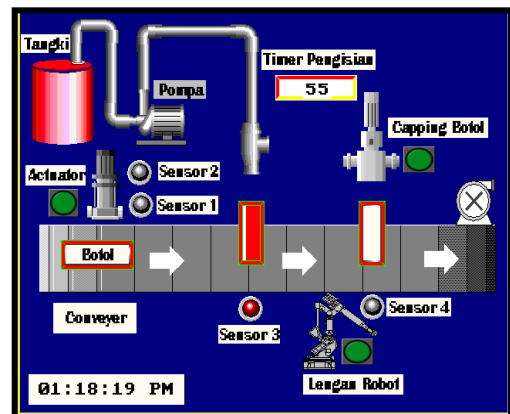 Tangki
Timer Pengisian
55
Pompa
Capping Botol
Actuator
Sensor 2
Sensor 1
Botol
Conveyer
Sensor 3
Sensor 4
Lengan Robot
01:18:19 PM